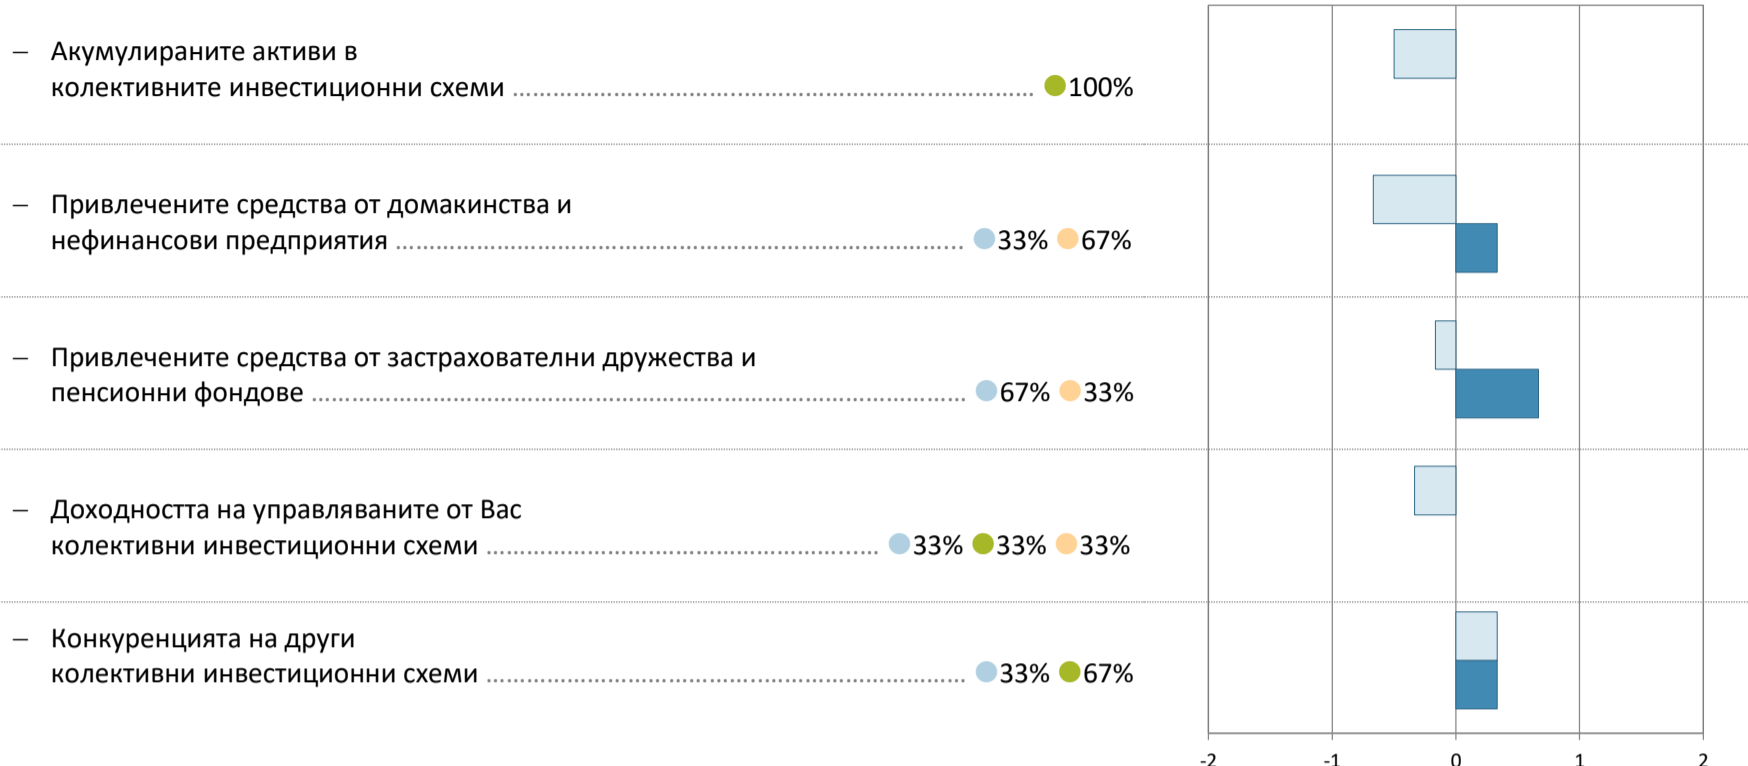 – Акумулираните активи в
колективните инвестиционни схеми ........................................................................... 100%
– Привлечените средства от домакинства и
нефинансови предприятия ........................................................................... 33% 67%
– Привлечените средства от застрахователни дружества и
пенсионни фондове ........................................................................... 67% 33%
– Доходността на управляваните от Вас
колективни инвестиционни схеми ........................................................... 33% 33% 33%
– Конкуренцията на други
колективни инвестиционни схеми ........................................................................... 33% 67%
-2 -1 0 1 2